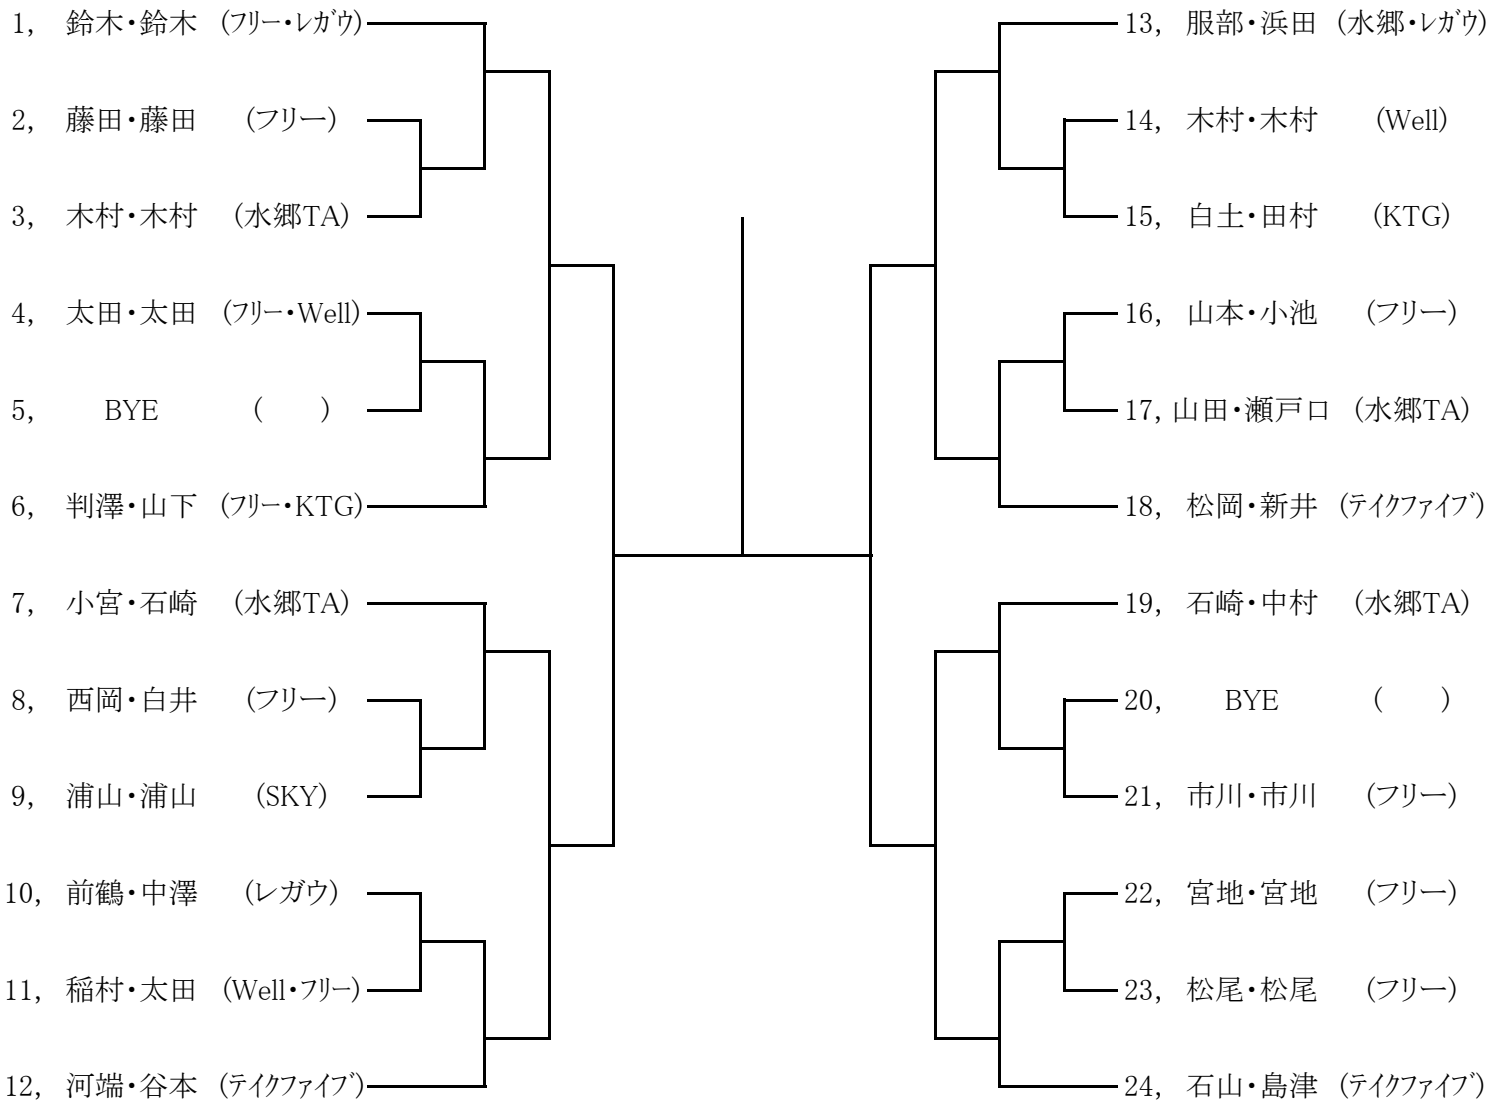 1, 鈴木・鈴木 (フリー・レガウ)
2, 藤田・藤田 (フリー)
3, 木村・木村 (水郷TA)
4, 太田・太田 (フリー・Well)
5, BYE ( )
6, 判澤・山下 (フリー・KTG)
7, 小宮・石崎 (水郷TA)
8, 西岡・白井 (フリー)
9, 浦山・浦山 (SKY)
10, 前鶴・中澤 (レガウ)
11, 稲村・太田 (Well・フリー)
12, 河端・谷本 (テイクファイブ)
13, 服部・浜田 (水郷・レガウ)
14, 木村・木村 (Well)
15, 白土・田村 (KTG)
16, 山本・小池 (フリー)
17, 山田・瀬戸口 (水郷TA)
18, 松岡・新井 (テイクファイブ)
19, 石崎・中村 (水郷TA)
20, BYE ( )
21, 市川・市川 (フリー)
22, 宮地・宮地 (フリー)
23, 松尾・松尾 (フリー)
24, 石山・島津 (テイクファイブ)